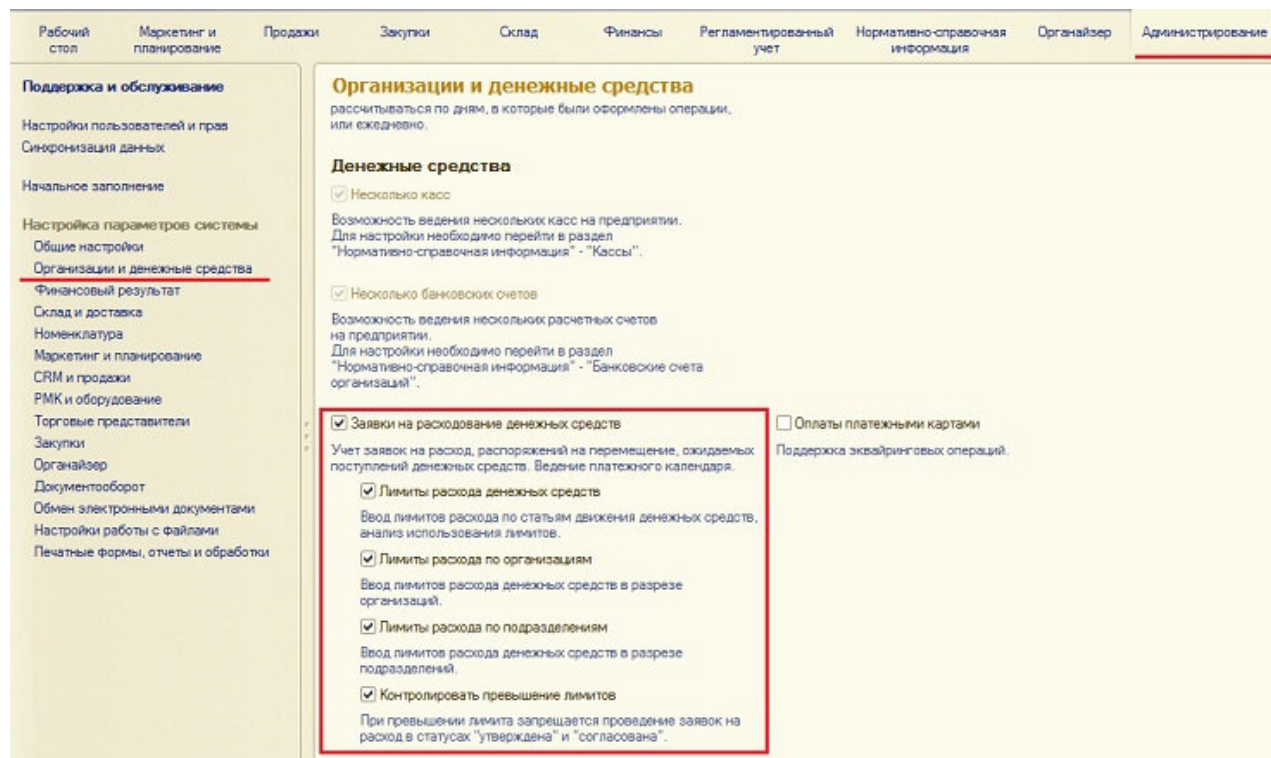 Рабочий стол
Маркетинг и планирование
Продажи
Закупки
Склад
Финансы
Регламентированный учет
Нормативно-справочная информация
Органайзер
Администрирование
Поддержка и обслуживание
Настройки пользователей и прав
Синхронизация данных
Начальное заполнение
Настройка параметров системы
Общие настройки
Организации и денежные средства
Финансовый результат
Склад и доставка
Номенклатура
Маркетинг и планирование
CRM и продажи
РМК и оборудование
Торговые представители
Закупки
Органайзер
Документооборот
Обмен электронными документами
Настройки работы с файлами
Печатные формы, отчеты и обработки
Организации и денежные средства
рассчитываться по дням, в которые были оформлены операции,
или ежедневно.
Денежные средства
Несколько касс
Возможность ведения нескольких касс на предприятии.
Для настройки необходимо перейти в раздел
"Нормативно-справочная информация" - "Кассы".
Несколько банковских счетов
Возможность ведения нескольких расчетных счетов
на предприятии.
Для настройки необходимо перейти в раздел
"Нормативно-справочная информация" - "Банковские счета
организаций".
Заявки на расходование денежных средств
Учет заявок на расход, распоряжений на перемещение, ожидаемых
поступлений денежных средств. Ведение платежного календаря.
Лимиты расхода денежных средств
Ввод лимитов расхода по статьям движения денежных средств,
анализ использования лимитов.
Лимиты расхода по организациям
Ввод лимитов расхода денежных средств в разрезе
организаций.
Лимиты расхода по подразделениям
Ввод лимитов расхода денежных средств в разрезе
подразделений.
Контролировать превышение лимитов
При превышении лимита запрещается проведение заявок на
расход в статусах "утверждена" и "согласована".
Оплаты платежными картами
Поддержка эквайринговых операций.